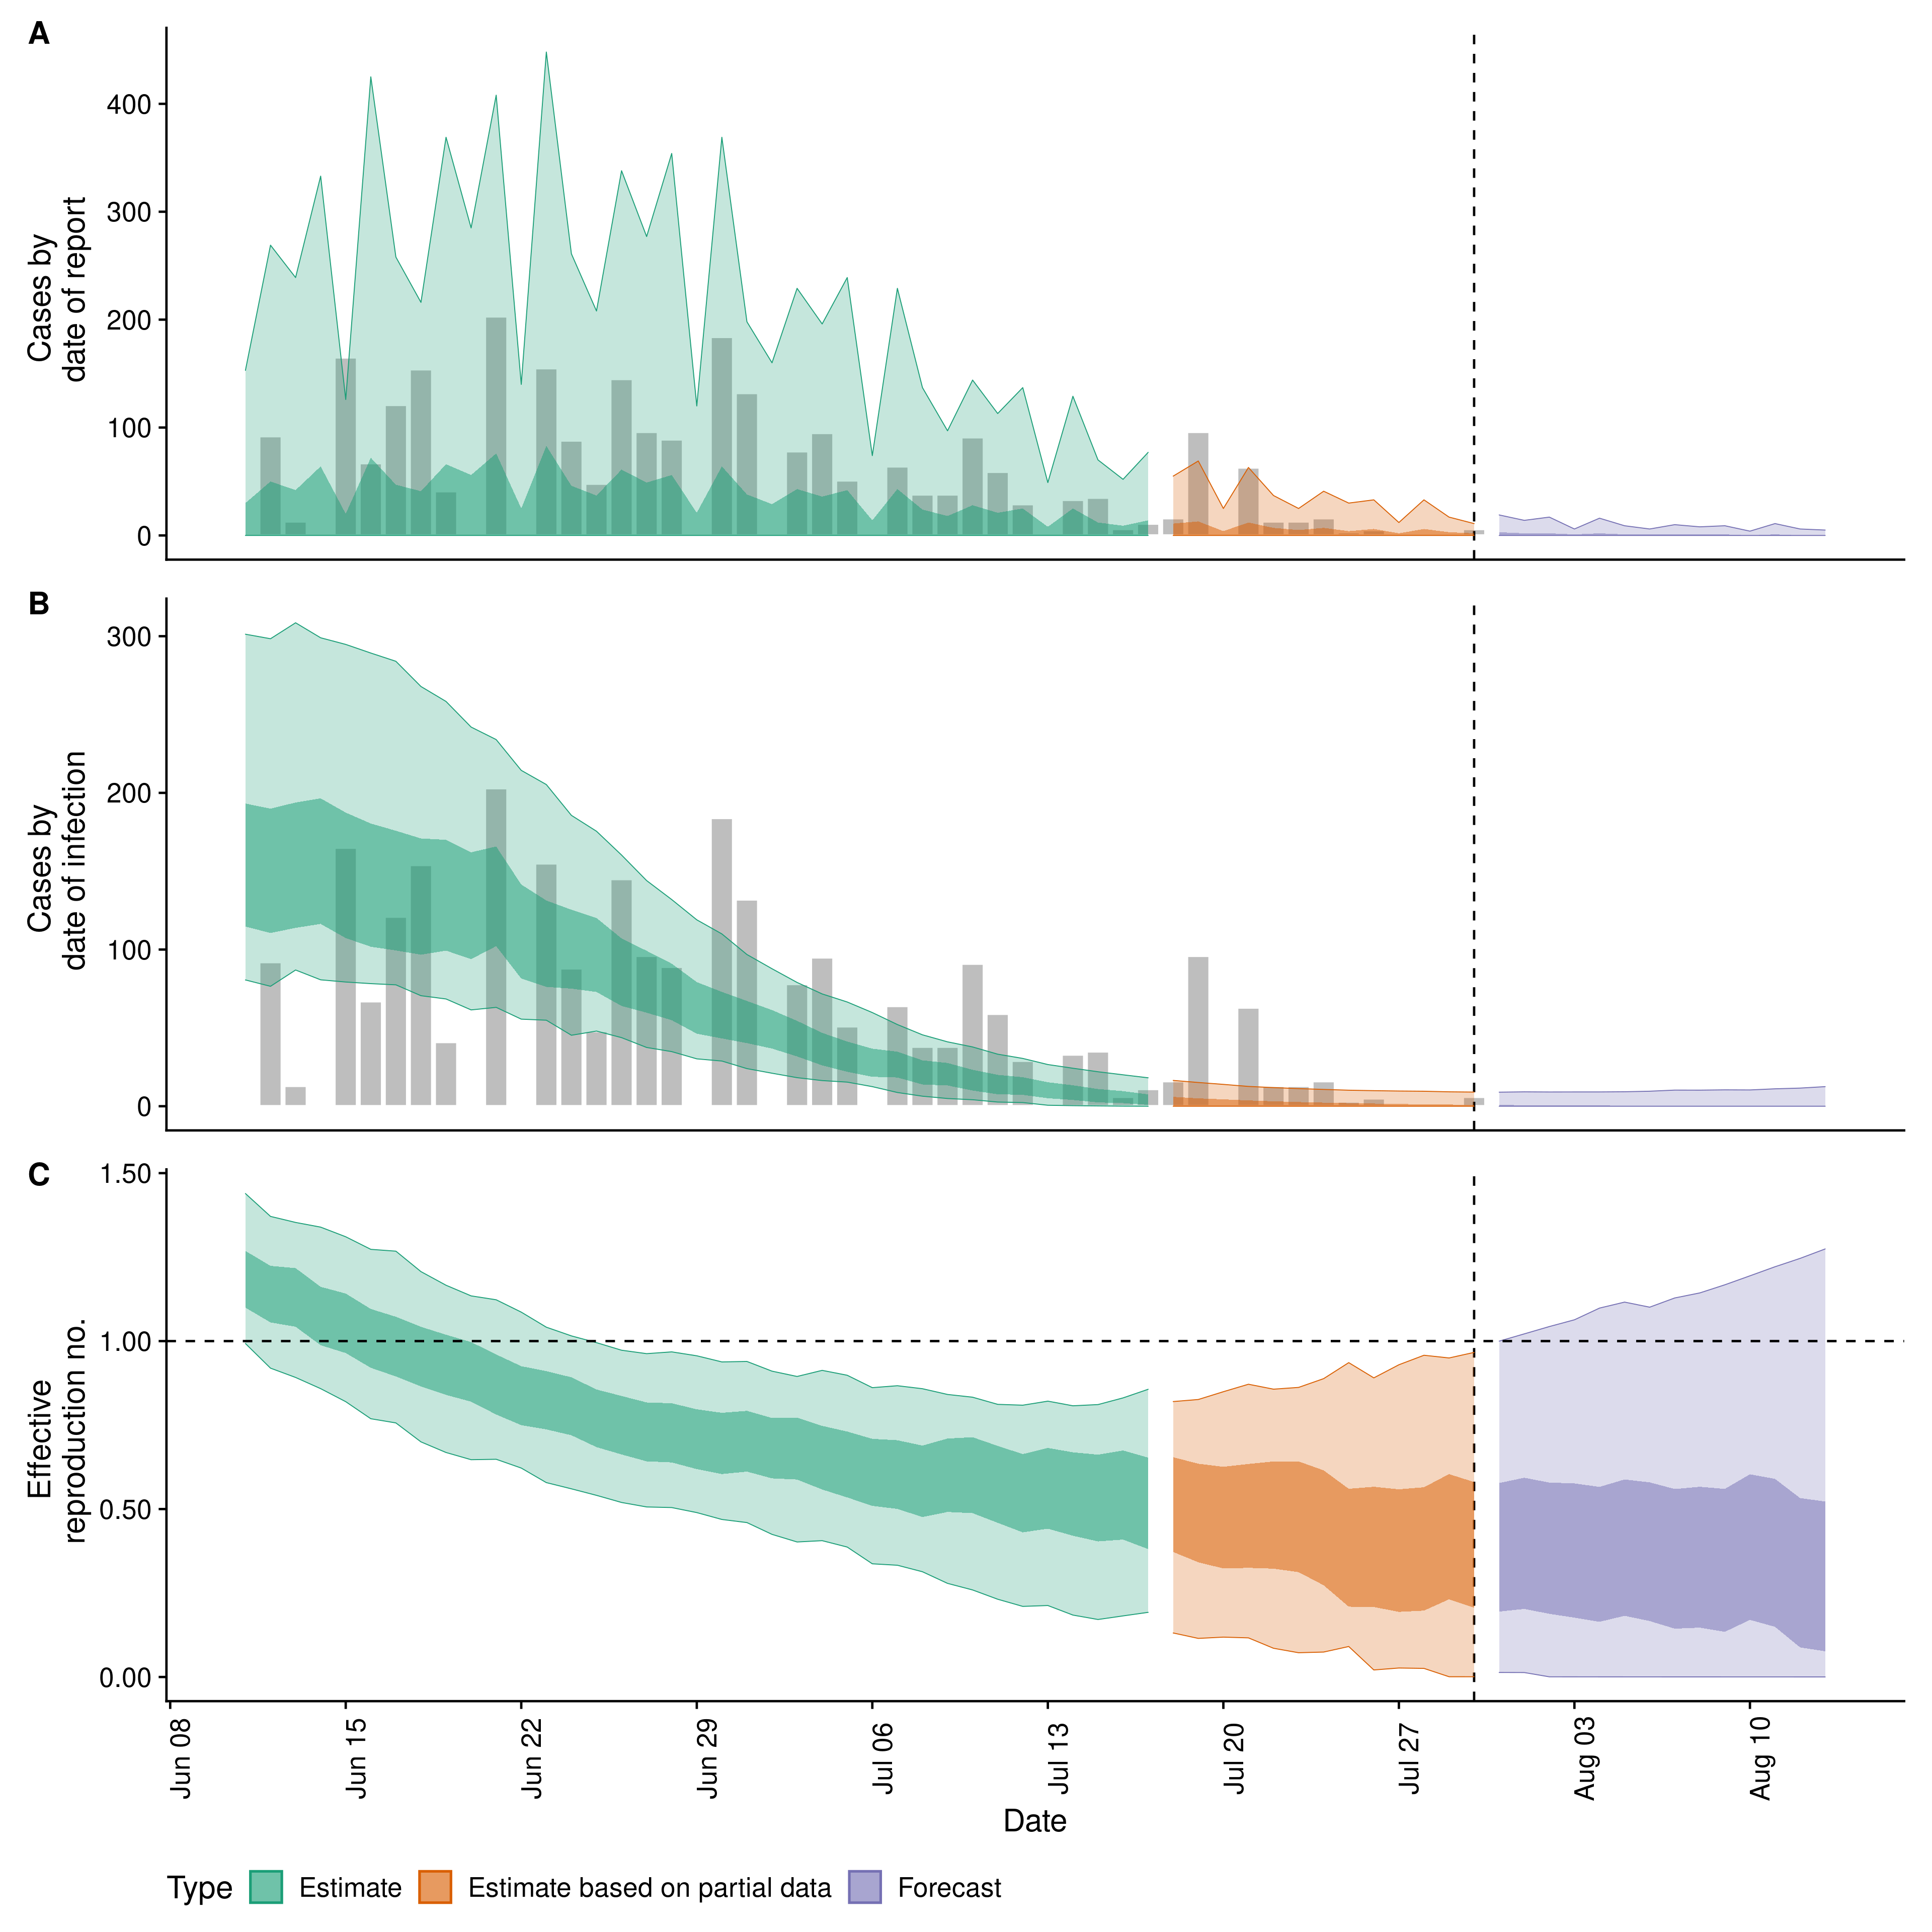 A
Cases by
date of report
400
300
200
100
0
B
Cases by
date of infection
300
200
100
0
C
Effective
reproduction no.
1.50
1.00
0.50
0.00
Jun 08
Jun 15
Jun 22
Jun 29
Jul 06
Jul 13
Jul 20
Jul 27
Aug 03
Aug 10
Date
Type Estimate Estimate based on partial data Forecast